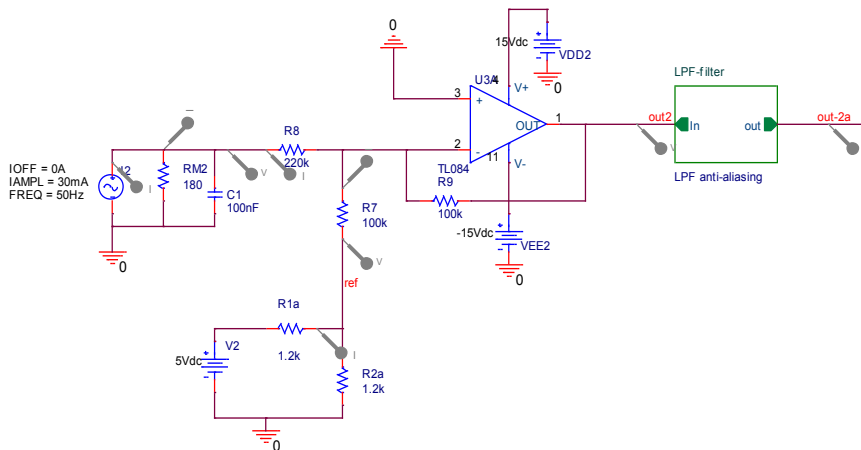 0
15Vdc
VDD2
0
LPF-filter
U3A
4
V+
3
+
OUT
1
2
-
11
V-
TL084
out2
In
out
out-2a
LPF anti-aliasing
V
R8
220k
R9
100k
IOFF = 0A
IAMPL = 30mA
FREQ = 50Hz
I2
I
RM2
180
C1
100nF
V
I
R7
100k
-15Vdc
VEE2
0
0
V
ref
R1a
1.2k
I
V2
5Vdc
R2a
1.2k
0